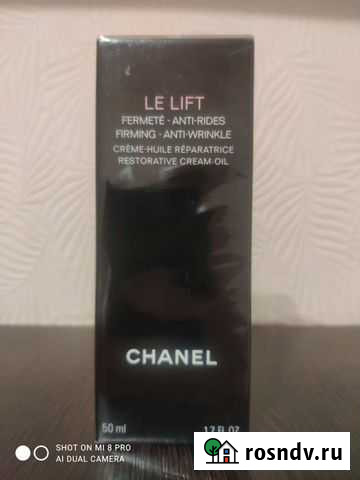 LE LIFT
FERMETÉ - ANTI-RIDES
FIRMING - ANTI-WRINKLE
CRÈME-HUILE RÉPARATRICE
RESTORATIVE CREAM-OIL
CHANEL
50 ml 1.7 FL OZ
SHOT ON MI 8 PRO
AI DUAL CAMERA
rosndv.ru